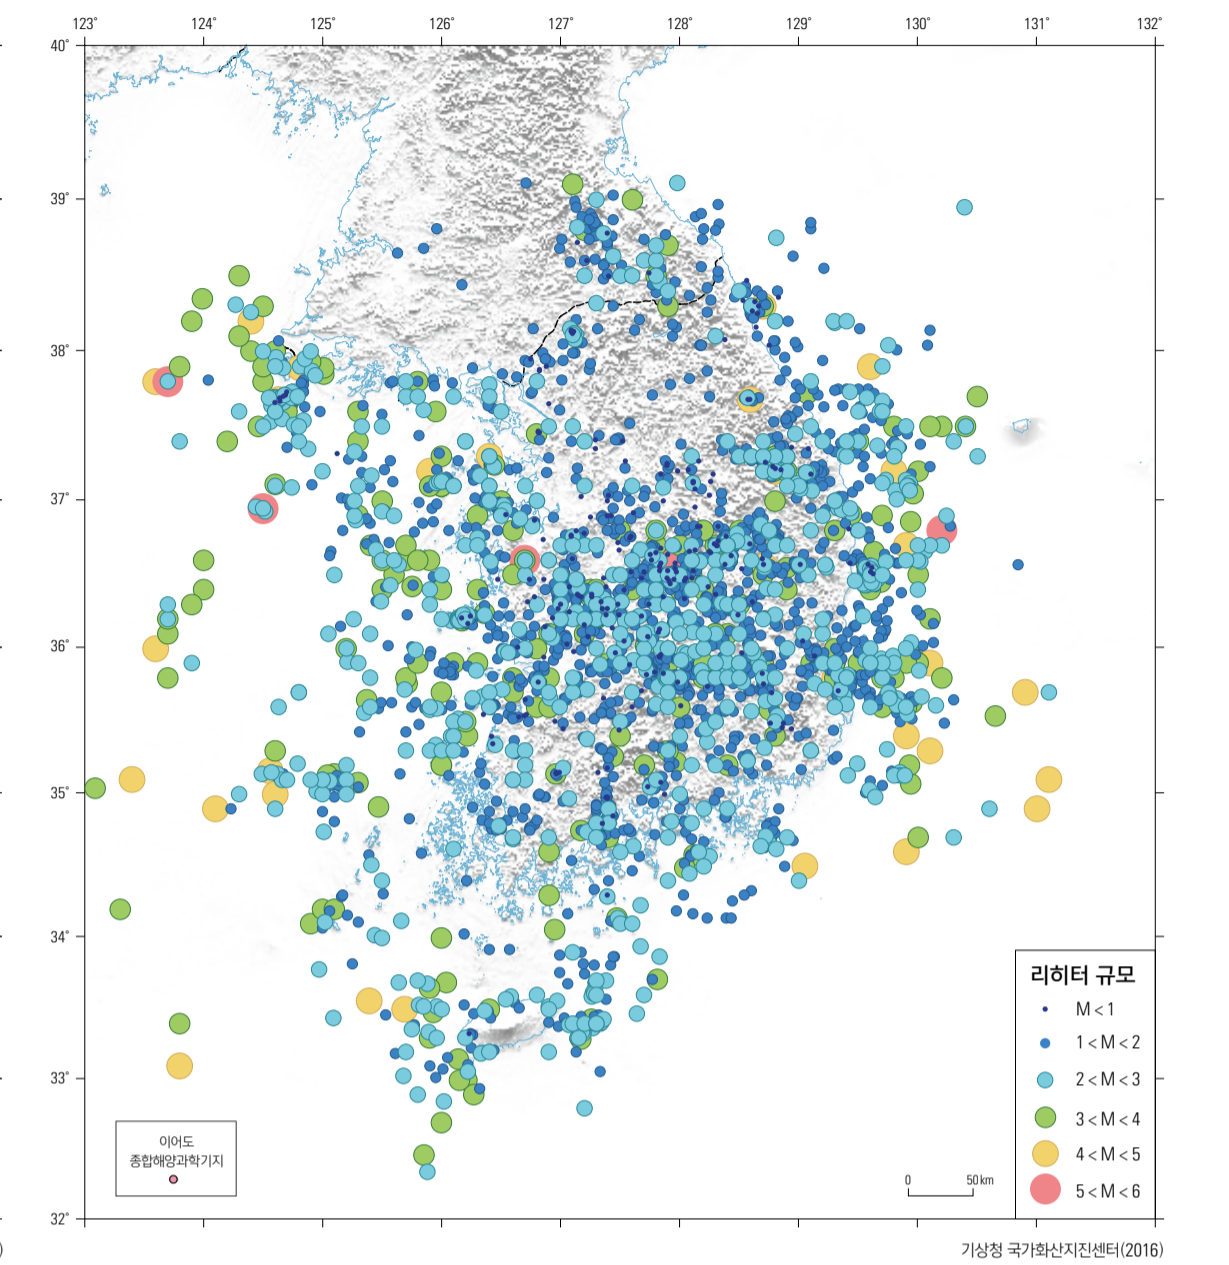 123° 124° 125° 126° 127° 128° 129° 130° 131° 132°
40°
39°
38°
37°
36°
35°
34°
33°
32°
리히터 규모
M < 1
1 < M < 2
2 < M < 3
3 < M < 4
4 < M < 5
5 < M < 6
이어도
종합해양과학기지
0 50 km
)
기상청 국가화산지진센터(2016)